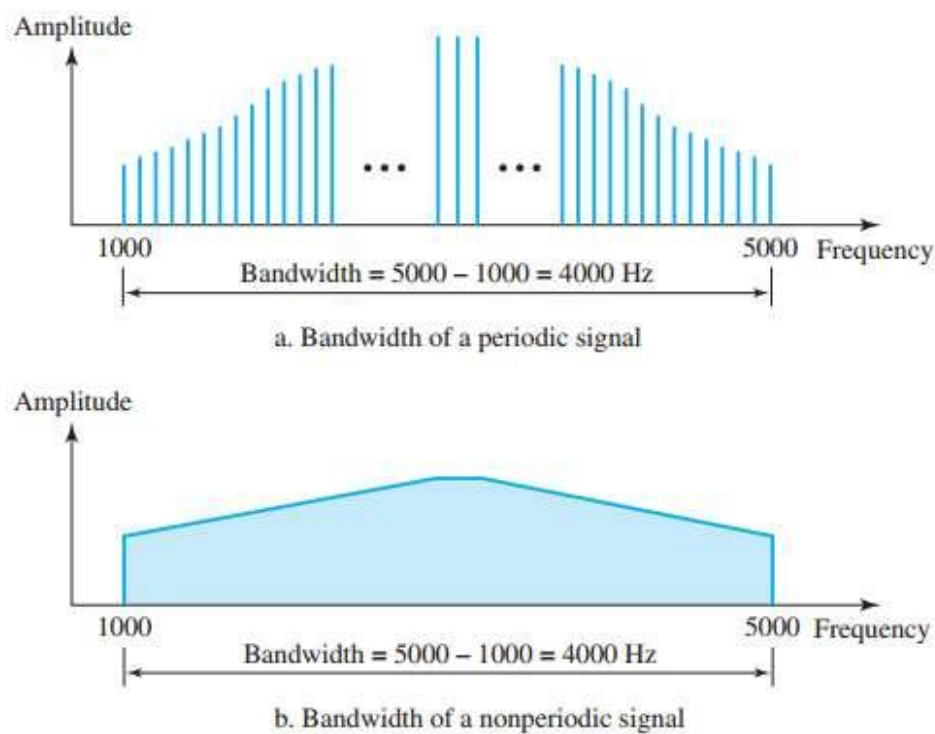 Amplitude
1000
5000 Frequency
Bandwidth = 5000 – 1000 = 4000 Hz
a. Bandwidth of a periodic signal
Amplitude
1000
5000 Frequency
Bandwidth = 5000 – 1000 = 4000 Hz
b. Bandwidth of a nonperiodic signal